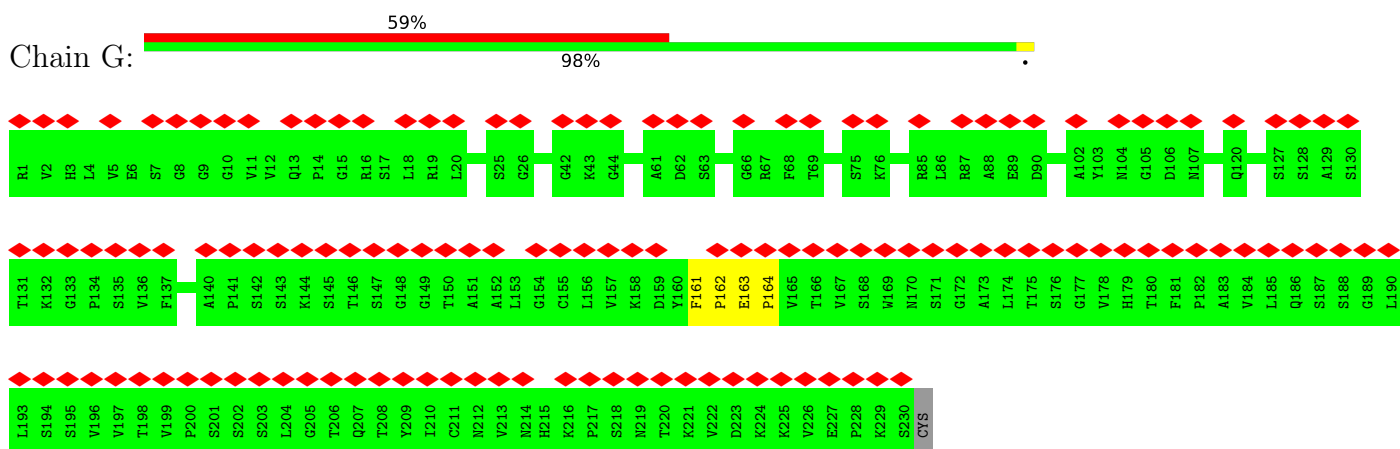 59%
Chain G:
98%
•
R1 V2 H3 L4 V5 E6 S7 G8 G9 G10 V11 V12 Q13 P14 G15 R16 S17 L18 R19 L20 S25 G26 G42 K43 G44 A61 D62 S63 G66 R67 F68 T69 S75 K76 R85 L86 R87 A88 E89 D90 A102 Y103 N104 G105 D106 N107 Q120 S127 S128 A129 S130
T131 K132 G133 P134 S135 V136 F137 A140 P141 S142 S143 K144 S145 T146 S147 G148 G149 T150 A151 A152 L153 G154 C155 L156 V157 K158 D159 Y160 F161 P162 E163 P164 V165 T166 V167 S168 W169 N170 S171 G172 A173 L174 T175 S176 G177 V178 H179 T180 F181 P182 A183 V184 L185 Q186 S187 S188 G189 L190
L193 S194 S195 V196 V197 T198 V199 P200 S201 S202 S203 L204 G205 T206 Q207 T208 Y209 I210 C211 N212 V213 N214 H215 K216 P217 S218 N219 T220 K221 V222 D223 K224 K225 V226 E227 P228 K229 S230 CYS